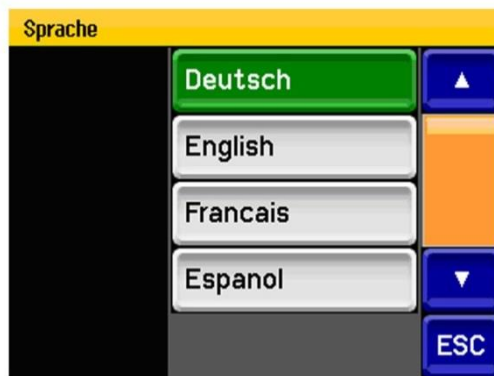 Sprache
Deutsch
▲
English
Francais
Espanol
▼
ESC